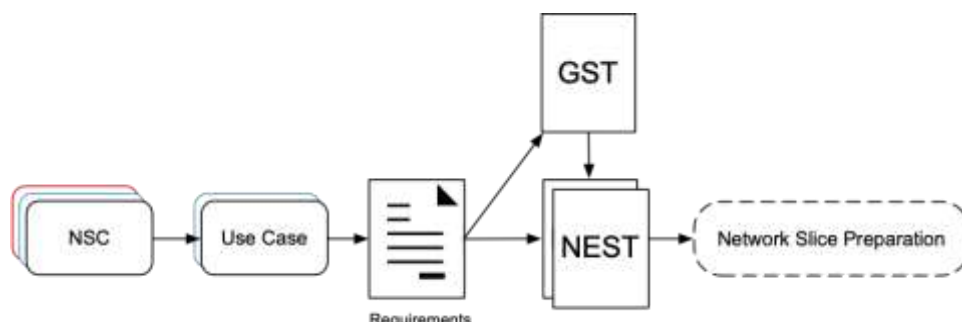 GST
NSC
Use Case
NEST
Network Slice Preparation
Requirements